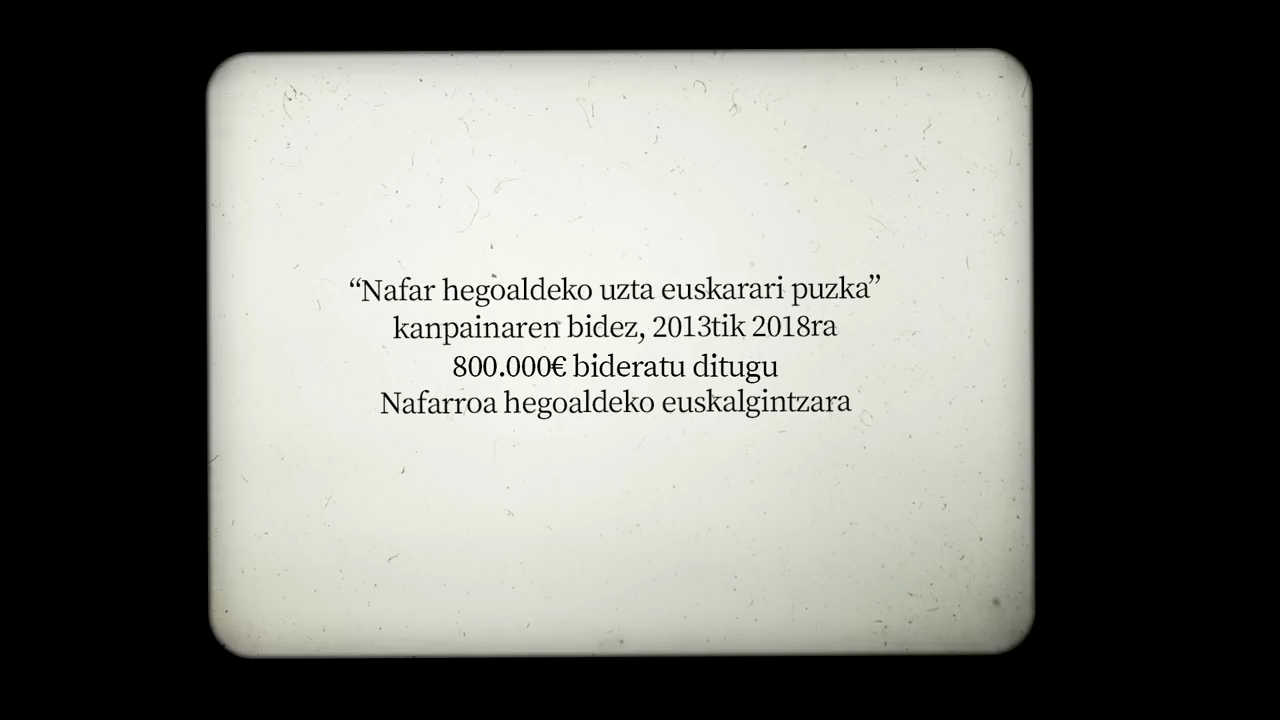 “Nafar hegoaldeko uzta euskarari puzka”
kanpainaren bidez, 2013tik 2018ra
800.000€ bideratu ditugu
Nafarroa hegoaldeko euskalgintzara